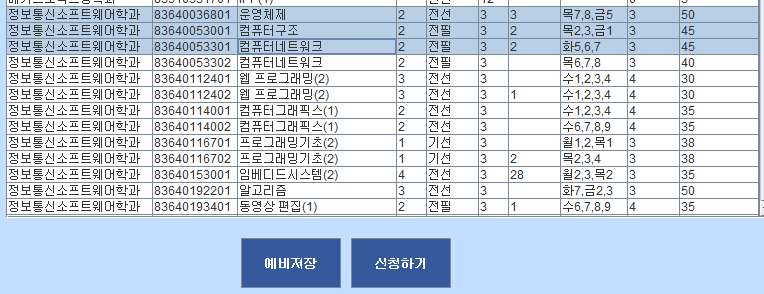 정보통신소프트웨어학과 83640036801 운영체제 2 전선 3 3 목7,8,금5 3 50
정보통신소프트웨어학과 83640053001 컴퓨터구조 2 전필 3 2 목2,3,금1 3 45
정보통신소프트웨어학과 83640053301 컴퓨터네트워크 2 전필 3 2 화5,6,7 3 45
정보통신소프트웨어학과 83640053302 컴퓨터네트워크 2 전필 3 목6,7,8 3 40
정보통신소프트웨어학과 83640112401 웹 프로그래밍(2) 3 전선 3 수1,2,3,4 4 30
정보통신소프트웨어학과 83640112402 웹 프로그래밍(2) 3 전선 3 1 수1,2,3,4 4 30
정보통신소프트웨어학과 83640114001 컴퓨터그래픽스(1) 2 전선 3 수1,2,3,4 4 35
정보통신소프트웨어학과 83640114002 컴퓨터그래픽스(1) 2 전선 3 수6,7,8,9 4 35
정보통신소프트웨어학과 83640116701 프로그래밍기초(2) 1 기선 3 월1,2,목1 3 38
정보통신소프트웨어학과 83640116702 프로그래밍기초(2) 1 기선 3 2 목2,3,4 3 38
정보통신소프트웨어학과 83640153001 임베디드시스템(2) 4 전선 3 28 월2,3,목2 3 35
정보통신소프트웨어학과 83640192201 알고리즘 3 전선 3 화7,금2,3 3 50
정보통신소프트웨어학과 83640193401 동영상 편집(1) 2 전필 3 1 수6,7,8,9 4 35
예비저장 신청하기